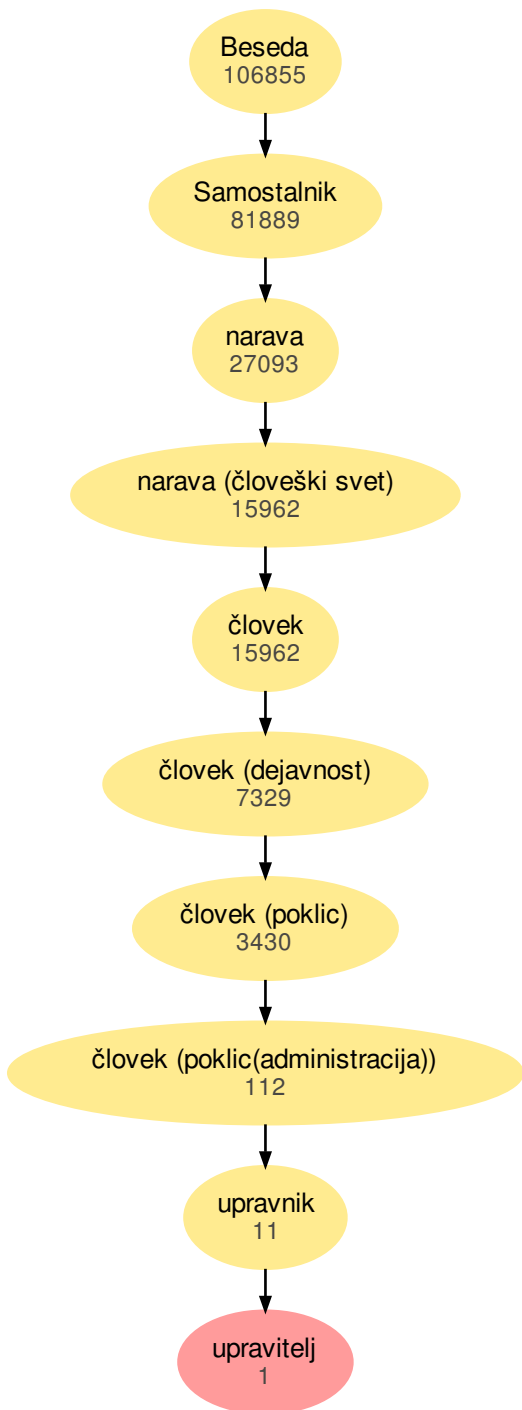 Beseda
106855
Samostalnik
81889
narava
27093
narava (človeški svet)
15962
človek
15962
človek (dejavnost)
7329
človek (poklic)
3430
človek (poklic(administracija))
112
upravnik
11
upravitelj
1